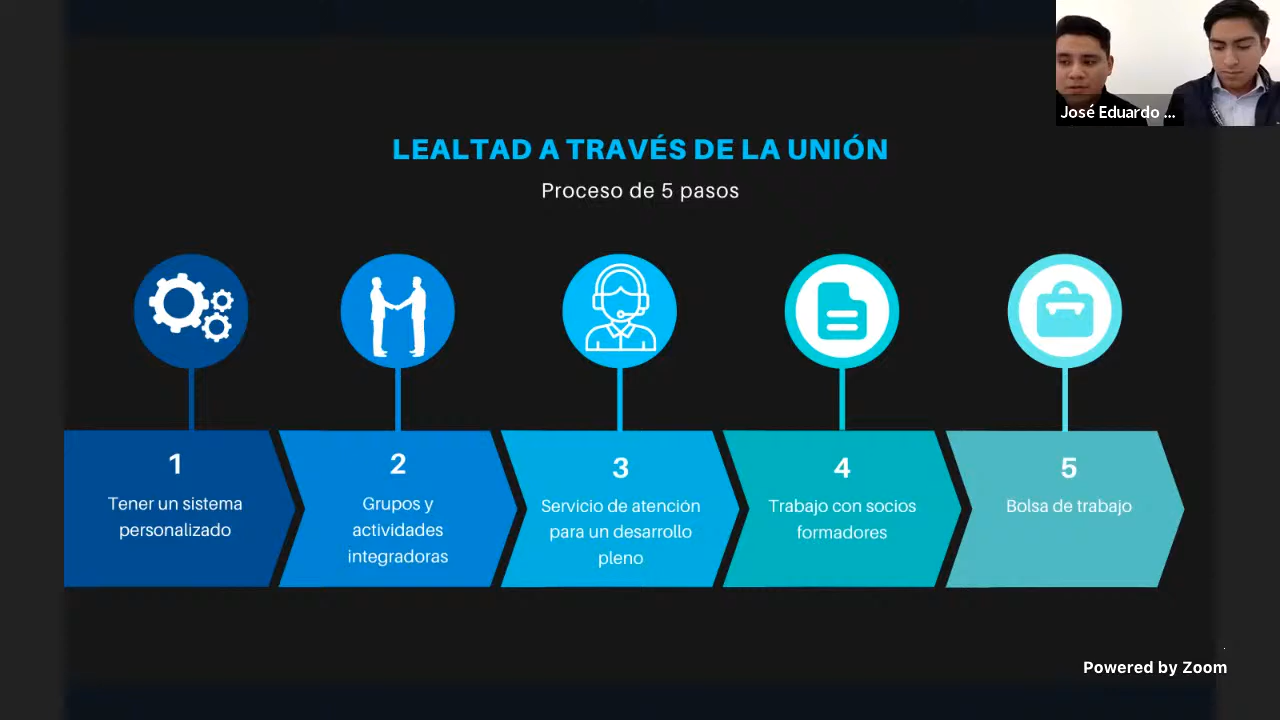 José Eduardo ...
LEALTAD A TRAVÉS DE LA UNIÓN
Proceso de 5 pasos
1
Tener un sistema
personalizado
2
Grupos y
actividades
integradoras
3
Servicio de atención
para un desarrollo
pleno
4
Trabajo con socios
formadores
5
Bolsa de trabajo
Powered by Zoom